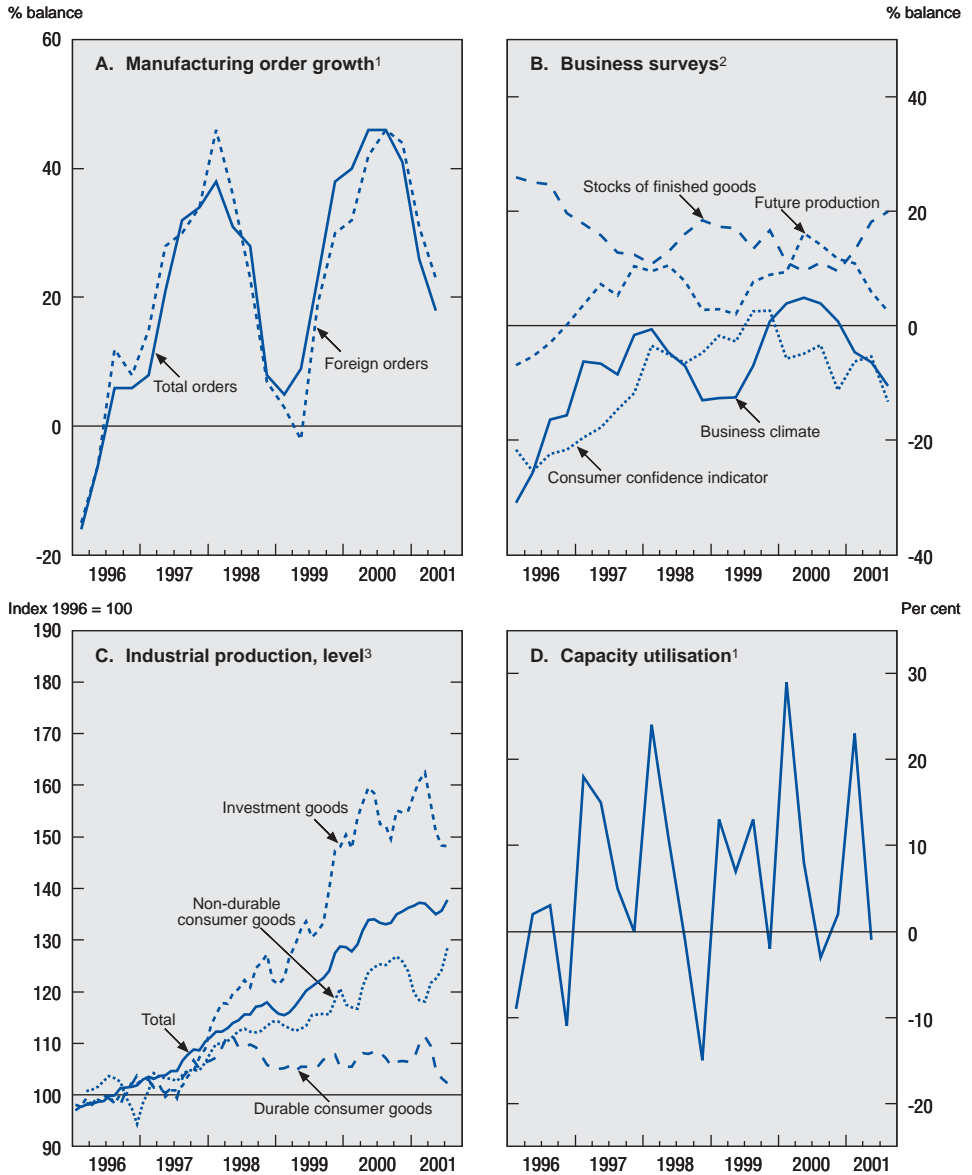 % balance
% balance
A. Manufacturing order growth1
60
40
20
0
-20
Total orders
Foreign orders
1996 1997 1998 1999 2000 2001
B. Business surveys2
40
20
0
-20
-40
Stocks of finished goods
Future production
Business climate
Consumer confidence indicator
1996 1997 1998 1999 2000 2001
Index 1996 = 100
Per cent
C. Industrial production, level3
190
180
170
160
150
140
130
120
110
100
90
Investment goods
Non-durable
consumer goods
Total
Durable consumer goods
1996 1997 1998 1999 2000 2001
D. Capacity utilisation1
30
20
10
0
-10
-20
1996 1997 1998 1999 2000 2001